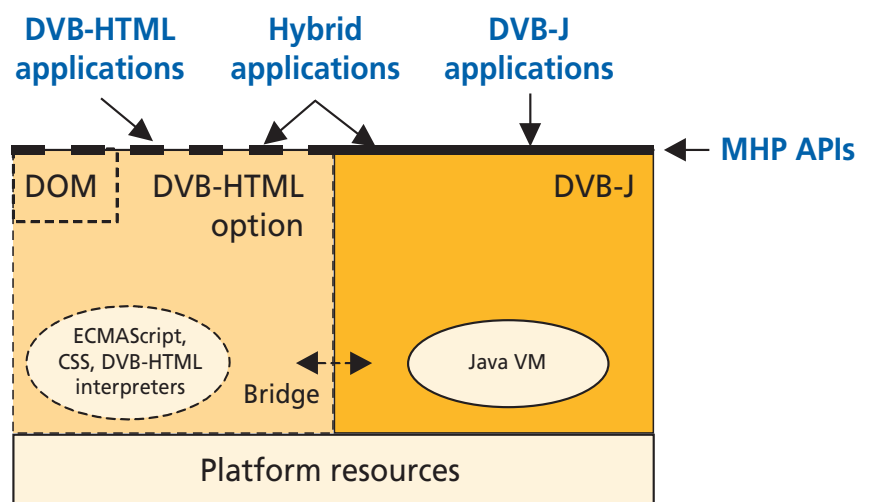 DVB-HTML
applications
Hybrid
applications
DVB-J
applications
MHP APIs
DOM
DVB-HTML
option
DVB-J
ECMAScript,
CSS, DVB-HTML
interpreters
Bridge
Java VM
Platform resources